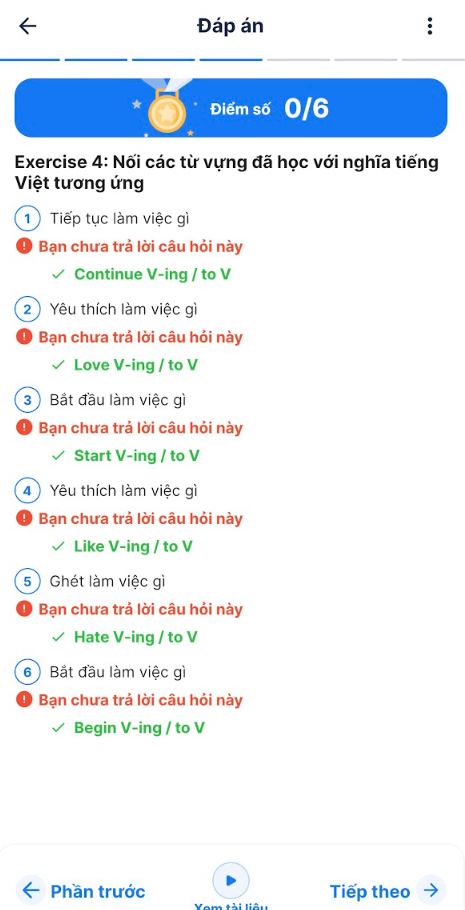 Đáp án
Điểm số 0/6
Exercise 4: Nối các từ vựng đã học với nghĩa tiếng
Việt tương ứng
1 Tiếp tục làm việc gì
Bạn chưa trả lời câu hỏi này
Continue V-ing / to V
2 Yêu thích làm việc gì
Bạn chưa trả lời câu hỏi này
Love V-ing / to V
3 Bắt đầu làm việc gì
Bạn chưa trả lời câu hỏi này
Start V-ing / to V
4 Yêu thích làm việc gì
Bạn chưa trả lời câu hỏi này
Like V-ing / to V
5 Ghét làm việc gì
Bạn chưa trả lời câu hỏi này
Hate V-ing / to V
6 Bắt đầu làm việc gì
Bạn chưa trả lời câu hỏi này
Begin V-ing / to V
Phần trước
Xem tài liệu
Tiếp theo